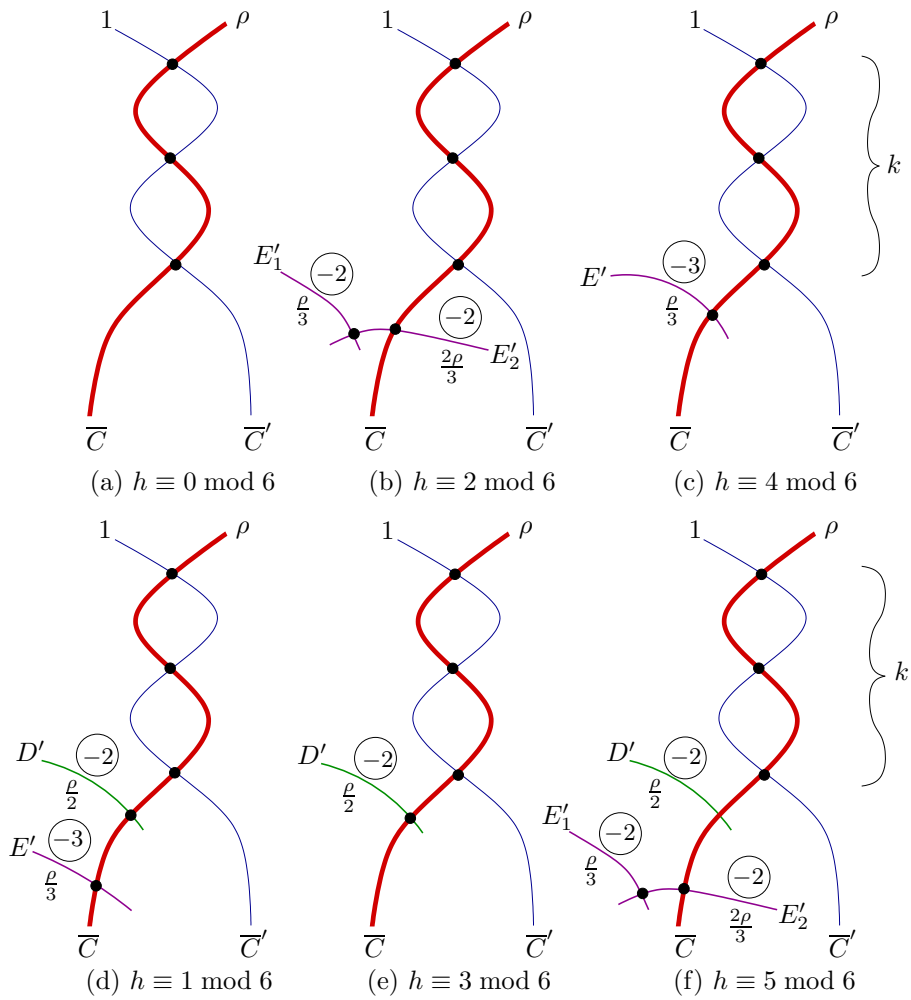 1 ρ 1 ρ 1 ρ
k
E′₁ −2 ρ/3 −2 2ρ/3 E′₂
E′ −3 ρ/3
C̅ C̅′ C̅ C̅′ C̅ C̅′
(a) h ≡ 0 mod 6 (b) h ≡ 2 mod 6 (c) h ≡ 4 mod 6
1 ρ 1 ρ 1 ρ
k
D′ −2 ρ/2 D′ −2 ρ/2 D′ −2 ρ/2
E′ −3 ρ/3 E′₁ −2 ρ/3 −2 2ρ/3 E′₂
C̅ C̅′ C̅ C̅′ C̅ C̅′
(d) h ≡ 1 mod 6 (e) h ≡ 3 mod 6 (f) h ≡ 5 mod 6